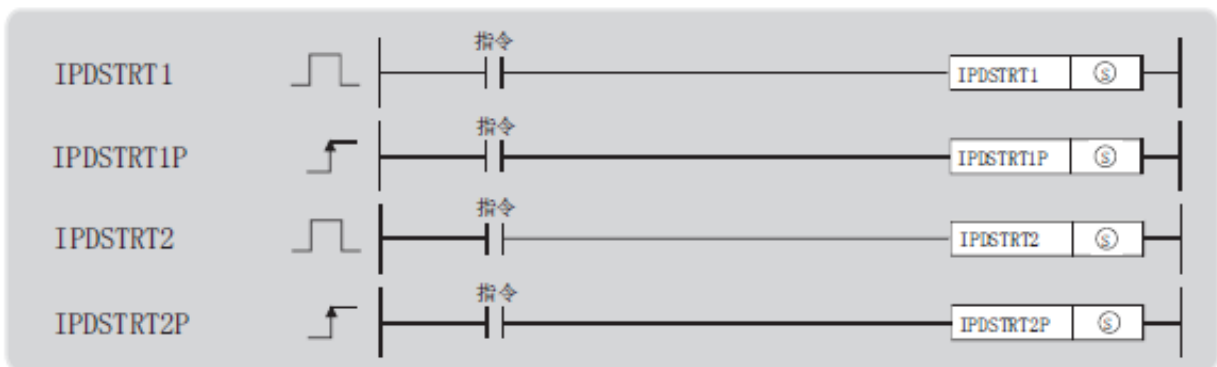 指令
IPDSTRT1 IPDSTRT1 Ⓢ
指令
IPDSTRT1P IPDSTRT1P Ⓢ
指令
IPDSTRT2 IPDSTRT2 Ⓢ
指令
IPDSTRT2P IPDSTRT2P Ⓢ